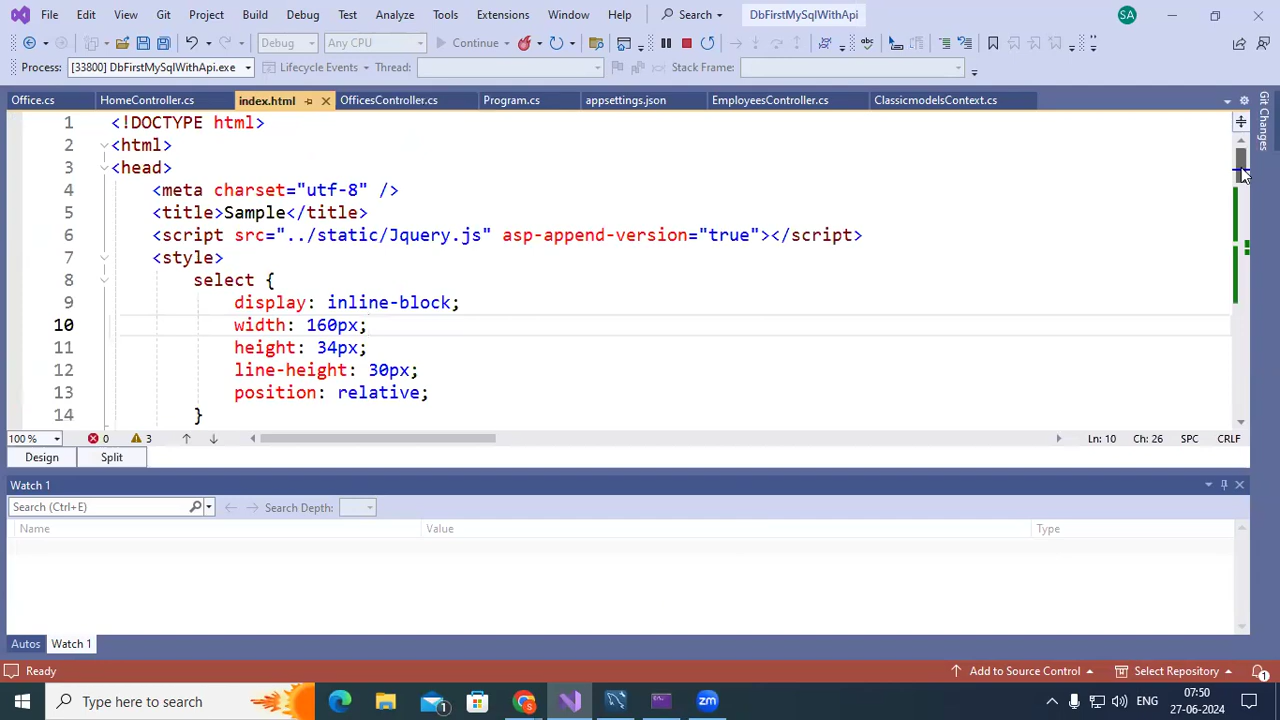 File Edit View Git Project Build Debug Test Analyze Tools Extensions Window Help Search DbFirstMySqlWithApi SA
Debug Any CPU Continue
Process: [33800] DbFirstMySqlWithApi.exe Lifecycle Events Thread: Stack Frame:
Office.cs HomeController.cs index.html OfficesController.cs Program.cs appsettings.json EmployeesController.cs ClassicmodelsContext.cs
Git Changes
1 <!DOCTYPE html>
2 <html>
3 <head>
4 <meta charset="utf-8" />
5 <title>Sample</title>
6 <script src="../static/Jquery.js" asp-append-version="true"></script>
7 <style>
8 select {
9 display: inline-block;
10 width: 160px;
11 height: 34px;
12 line-height: 30px;
13 position: relative;
14 }
100 % 0 3 Ln: 10 Ch: 26 SPC CRLF
Design Split
Watch 1
Search (Ctrl+E) Search Depth:
Name Value Type
Autos Watch 1
Ready Add to Source Control Select Repository 1
Type here to search 1 ENG 07:50
27-06-2024